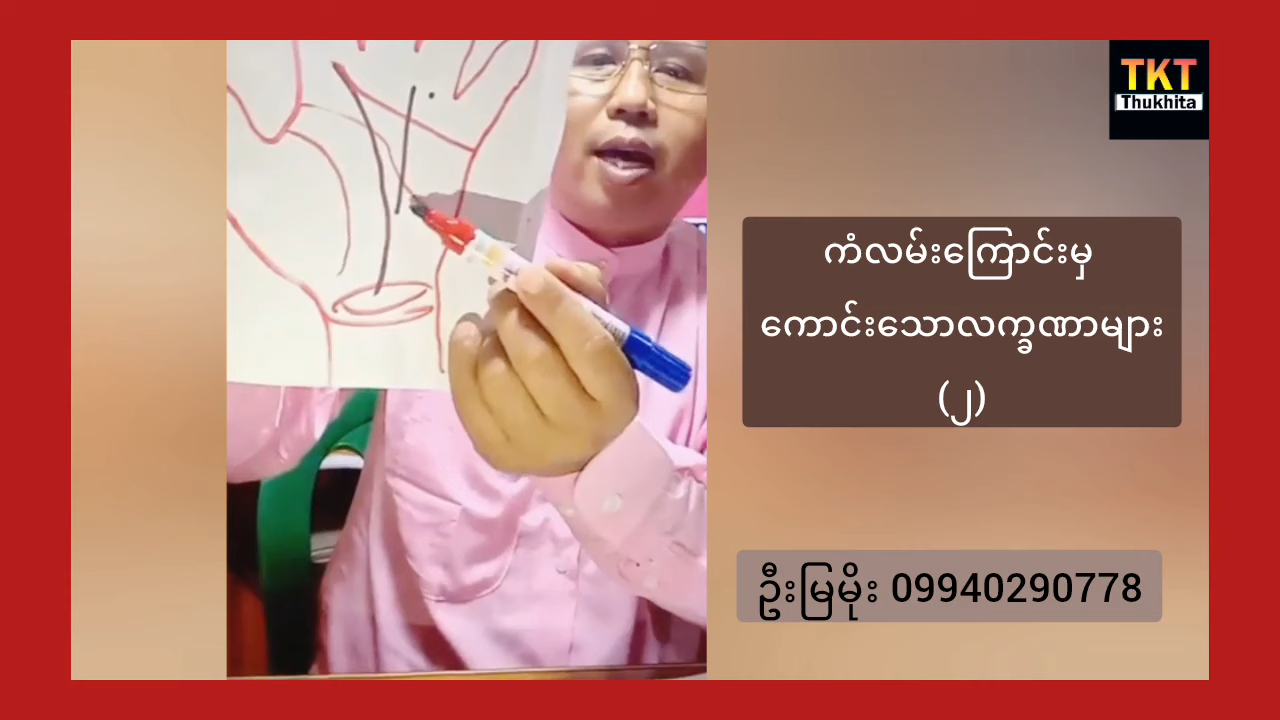 TKT
Thukhita
ကံလမ်းကြောင်းမှ
ကောင်းသောလက္ခဏာများ
(၂)
ဦးမြမိုး 09940290778